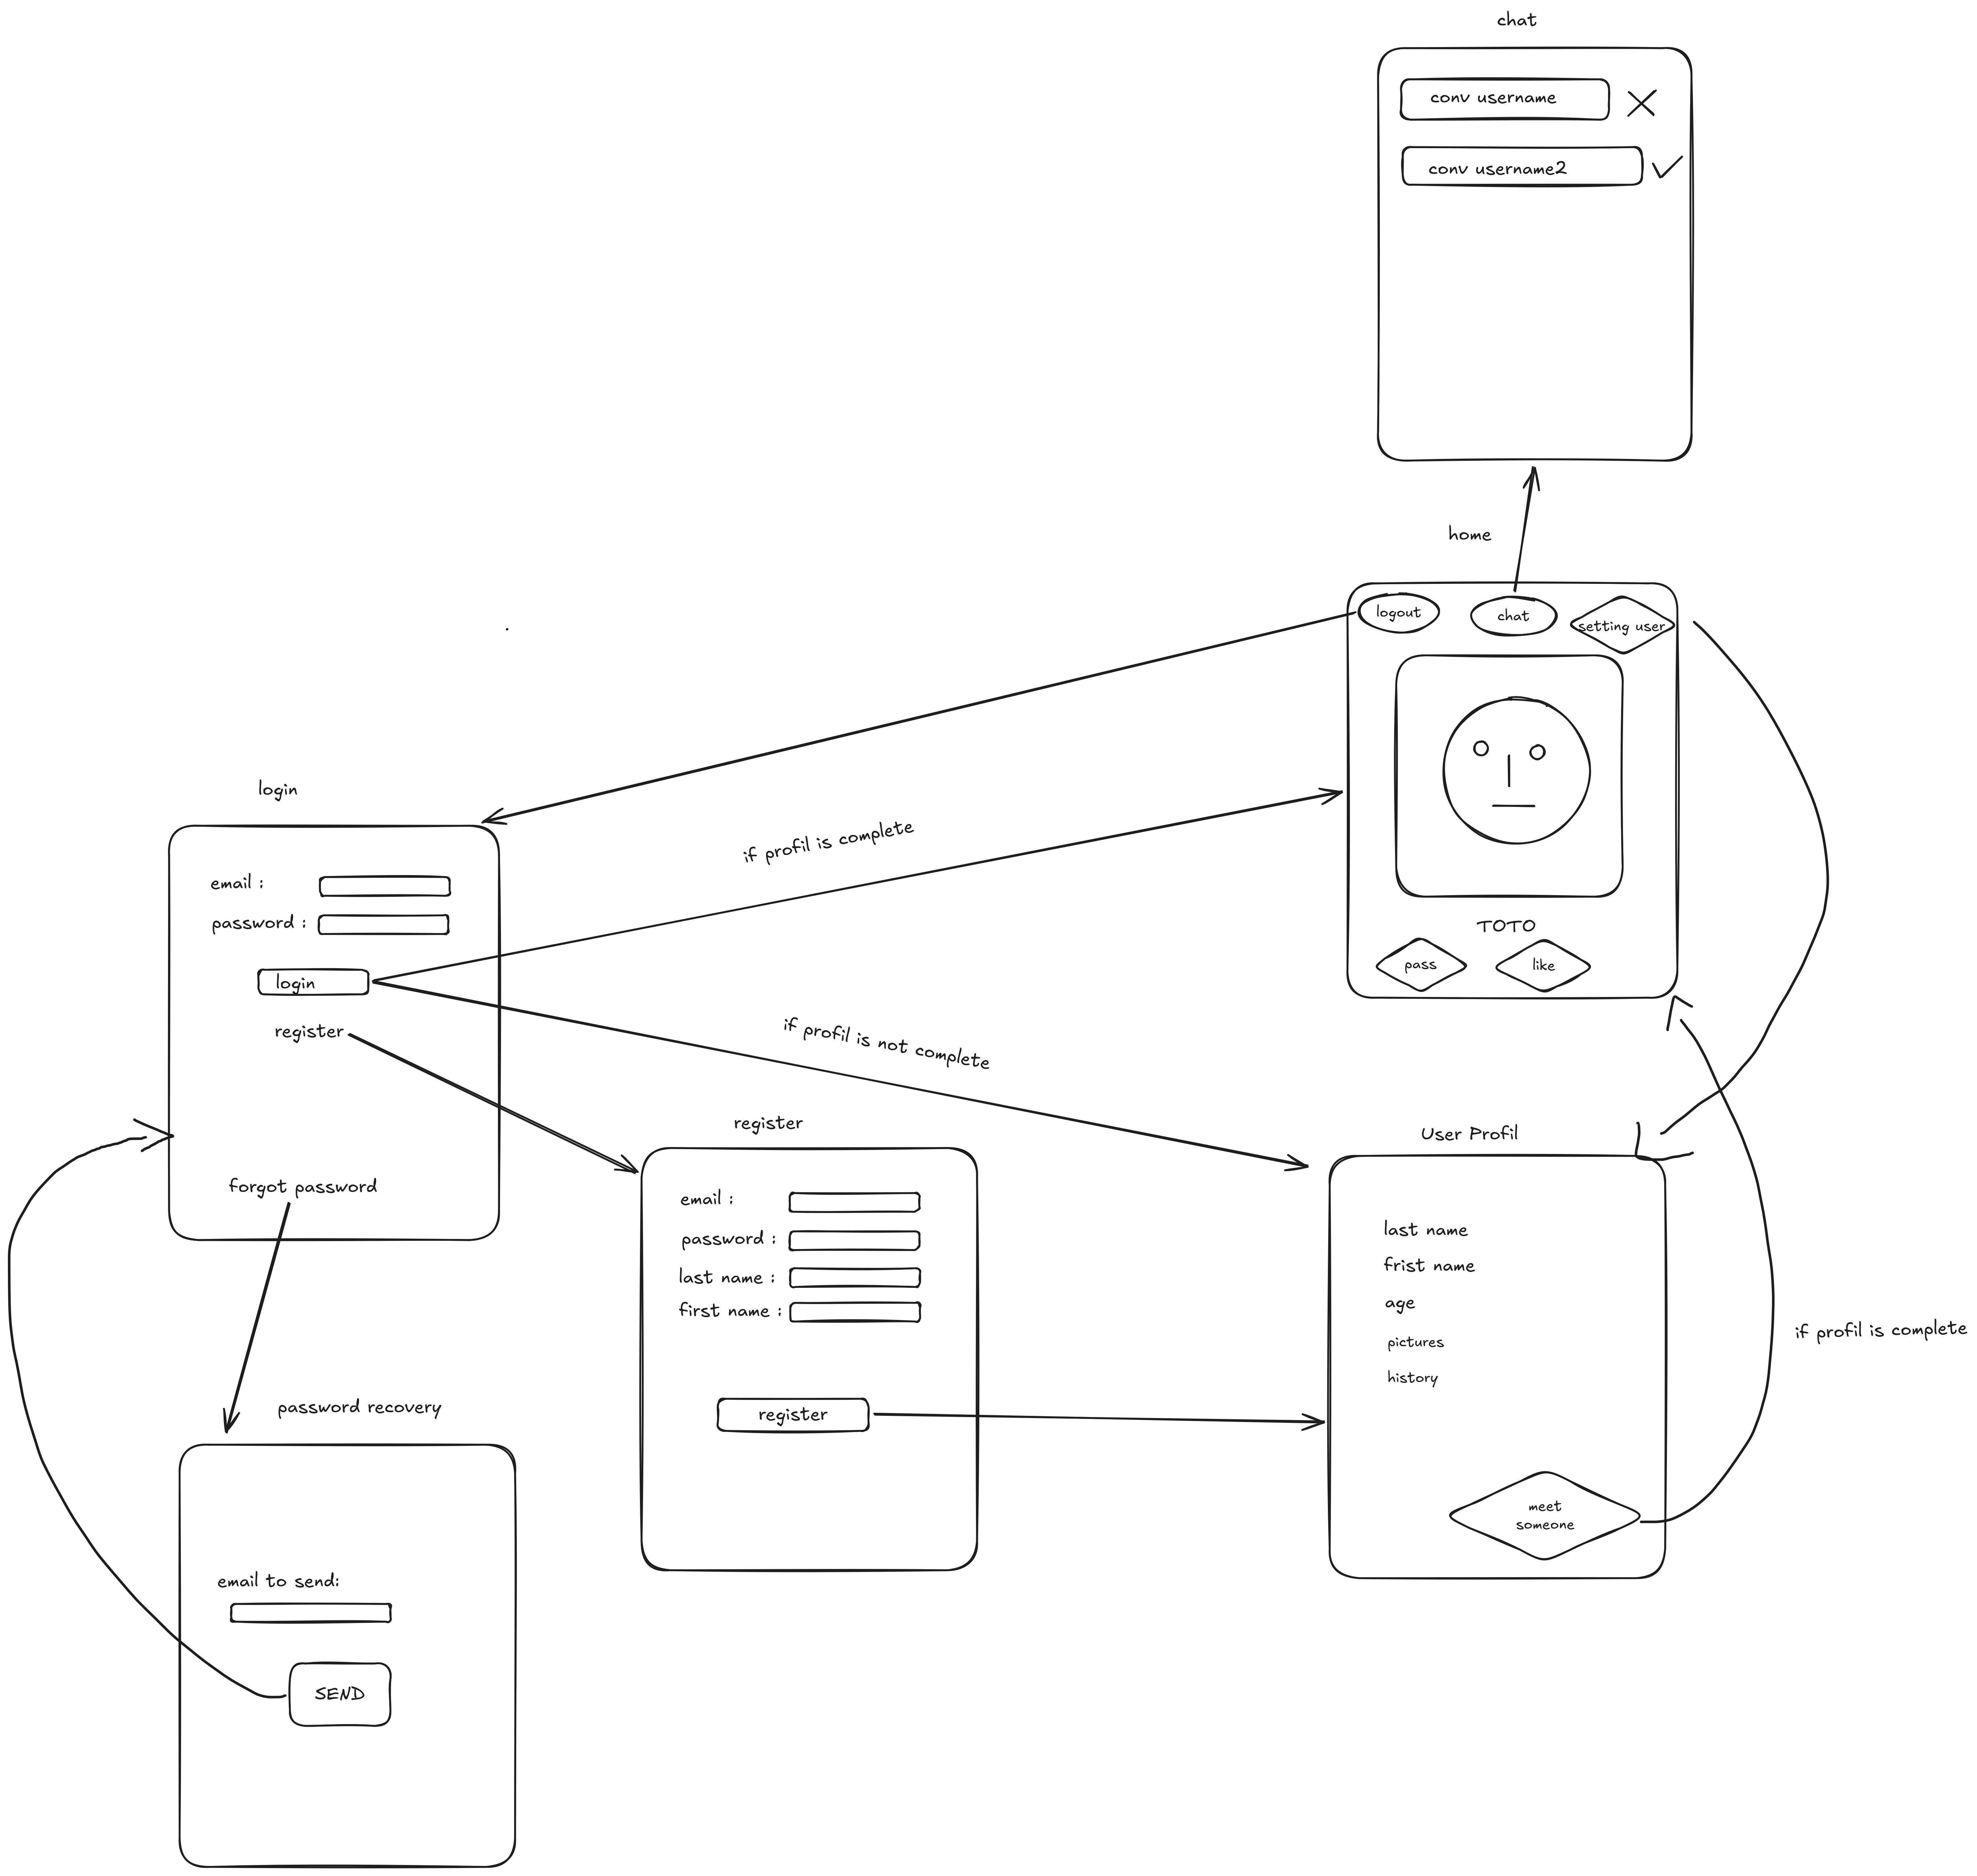 chat
conv username
conv username2
home
logout
chat
setting user
TOTO
pass
like
login
email :
password :
login
register
forgot password
if profil is complete
if profil is not complete
register
email :
password :
last name :
first name :
register
User Profil
last name
frist name
age
pictures
history
meet
someone
if profil is complete
password recovery
email to send:
SEND